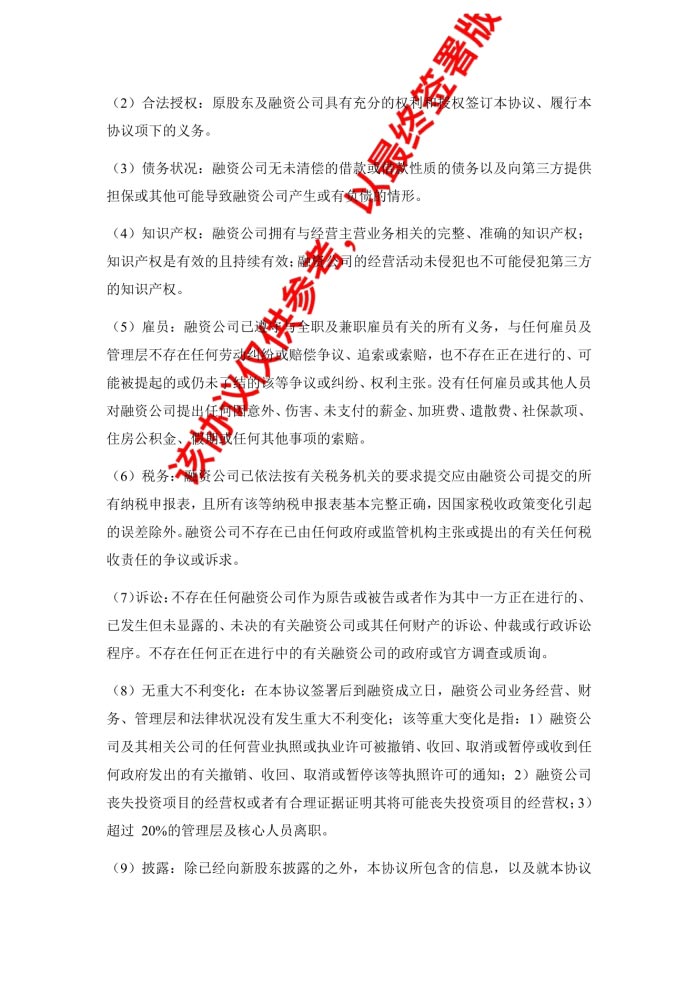 （2）合法授权：原股东及融资公司具有充分的权利和授权签订本协议、履行本
协议项下的义务。
（3）债务状况：融资公司无未清偿的借款或借款性质的债务以及向第三方提供
担保或其他可能导致融资公司产生或有负债的情形。
（4）知识产权：融资公司拥有与经营主营业务相关的完整、准确的知识产权；
知识产权是有效的且持续有效；融资公司的经营活动未侵犯也不可能侵犯第三方
的知识产权。
（5）雇员：融资公司已遵守与全职及兼职雇员有关的所有义务，与任何雇员及
管理层不存在任何劳动纠纷或赔偿争议、追索或索赔，也不存在正在进行的、可
能被提起的或仍未了结的该等争议或纠纷、权利主张。没有任何雇员或其他人员
对融资公司提出任何因意外、伤害、未支付的薪金、加班费、遣散费、社保款项、
住房公积金、假期或任何其他事项的索赔。
（6）税务：融资公司已依法按有关税务机关的要求提交应由融资公司提交的所
有纳税申报表，且所有该等纳税申报表基本完整正确，因国家税收政策变化引起
的误差除外。融资公司不存在已由任何政府或监管机构主张或提出的有关任何税
收责任的争议或诉求。
（7）诉讼：不存在任何融资公司作为原告或被告或者作为其中一方正在进行的、
已发生但未显露的、未决的有关融资公司或其任何财产的诉讼、仲裁或行政诉讼
程序。不存在任何正在进行中的有关融资公司的政府或官方调查或质询。
（8）无重大不利变化：在本协议签署后到融资成立日，融资公司业务经营、财
务、管理层和法律状况没有发生重大不利变化；该等重大变化是指：1）融资公
司及其相关公司的任何营业执照或执业许可被撤销、收回、取消或暂停或收到任
何政府发出的有关撤销、收回、取消或暂停该等执照许可的通知；2）融资公司
丧失投资项目的经营权或者有合理证据证明其将可能丧失投资项目的经营权；3）
超过 20%的管理层及核心人员离职。
（9）披露：除已经向新股东披露的之外，本协议所包含的信息，以及就本协议
该协议仅供参考，以最终签署版